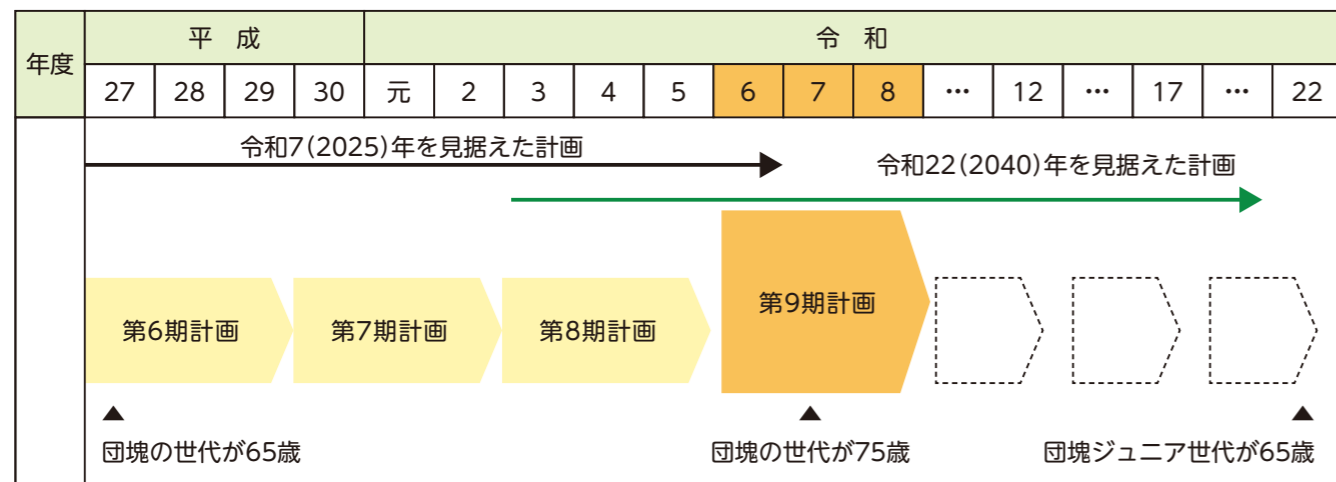 年度
平 成
令 和
27 28 29 30 元 2 3 4 5 6 7 8 … 12 … 17 … 22
令和7(2025)年を見据えた計画
令和22(2040)年を見据えた計画
第6期計画 第7期計画 第8期計画 第9期計画
団塊の世代が65歳 団塊の世代が75歳 団塊ジュニア世代が65歳